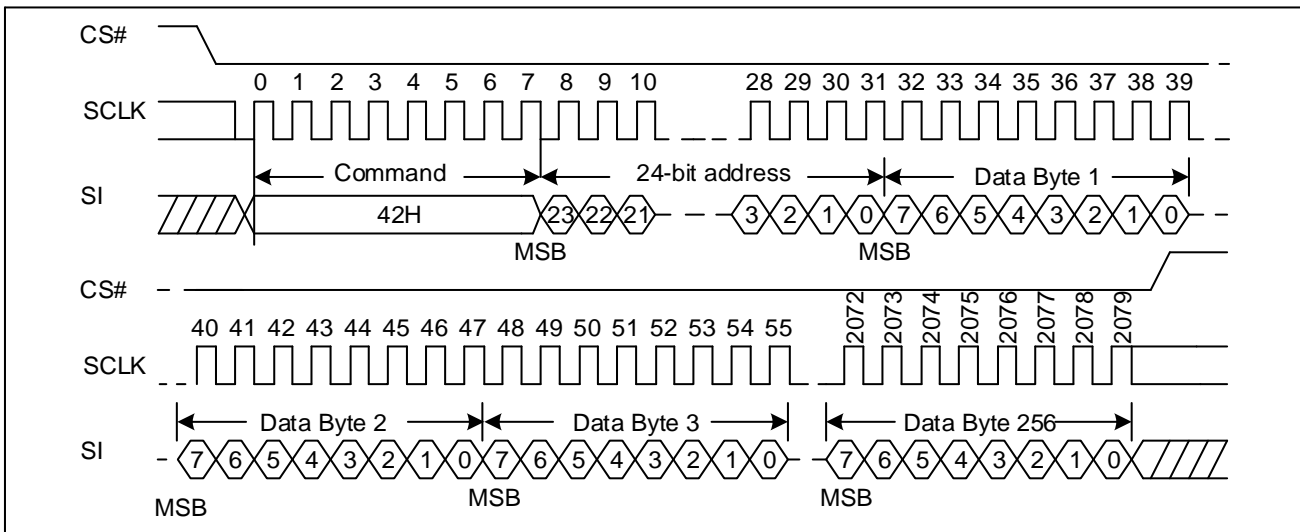 CS#
0 1 2 3 4 5 6 7 8 9 10 28 29 30 31 32 33 34 35 36 37 38 39
SCLK
Command 24-bit address Data Byte 1
SI 42H 23 22 21 3 2 1 0 7 6 5 4 3 2 1 0
MSB MSB
CS#
40 41 42 43 44 45 46 47 48 49 50 51 52 53 54 55 2072 2073 2074 2075 2076 2077 2078 2079
SCLK
Data Byte 2 Data Byte 3 Data Byte 256
SI 7 6 5 4 3 2 1 0 7 6 5 4 3 2 1 0 7 6 5 4 3 2 1 0
MSB MSB MSB